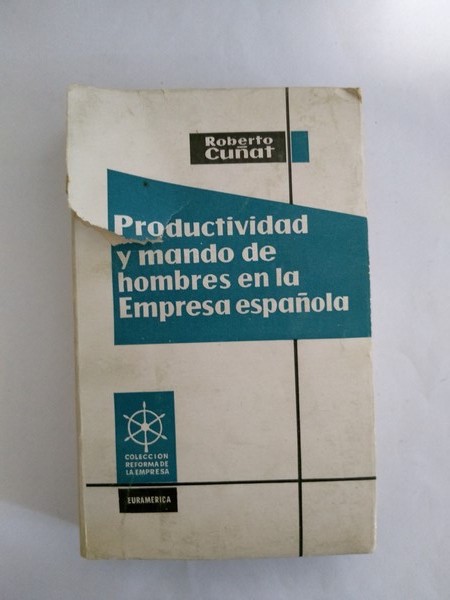 Roberto
Cuñat
Productividad
y mando de
hombres en la
Empresa española
COLECCION
REFORMA DE
LA EMPRESA
EURAMERICA